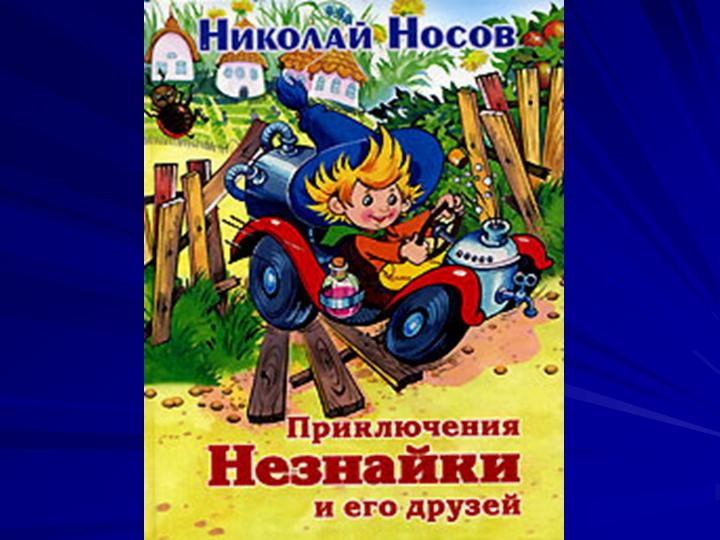 Николай Носов
Приключения
Незнайки
и его друзей